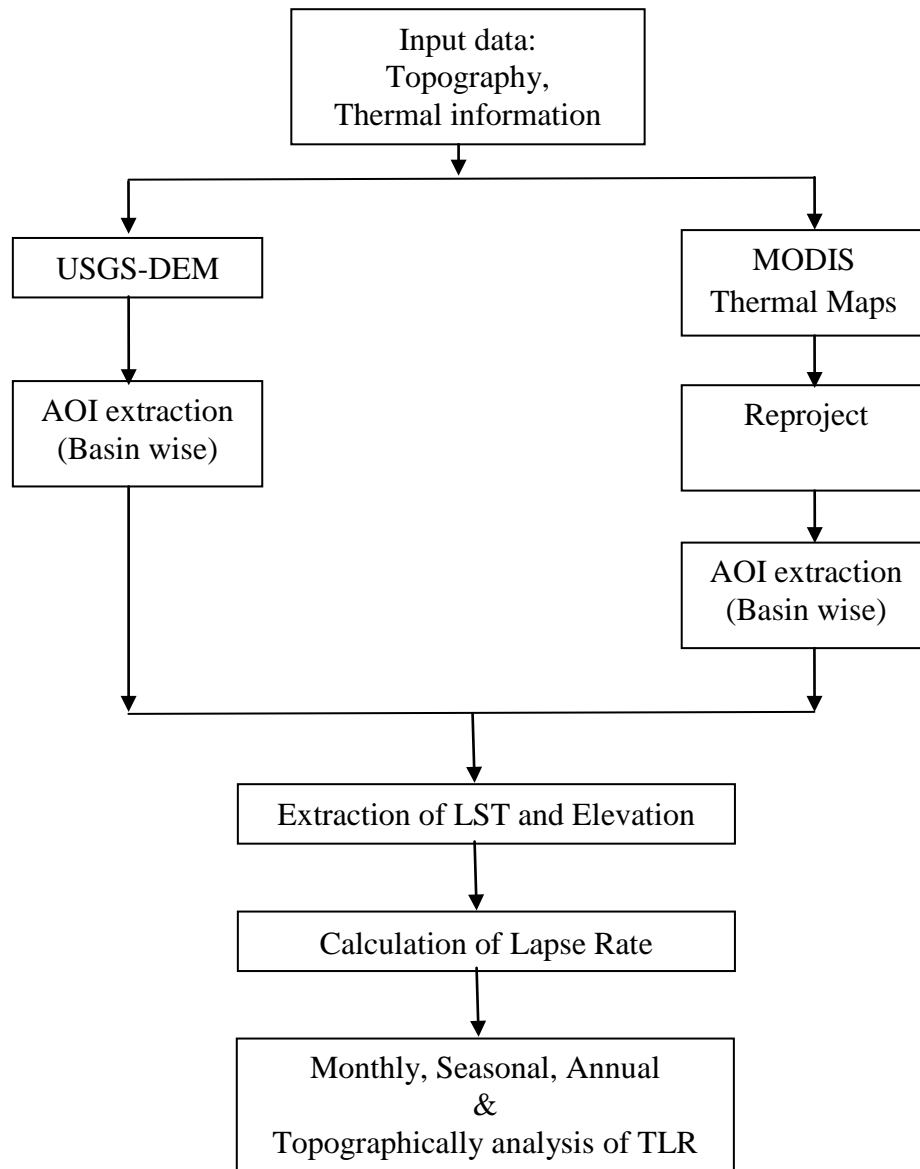 Input data:
Topography,
Thermal information
USGS-DEM
MODIS
Thermal Maps
AOI extraction
(Basin wise)
Reproject
AOI extraction
(Basin wise)
Extraction of LST and Elevation
Calculation of Lapse Rate
Monthly, Seasonal, Annual
&
Topographically analysis of TLR